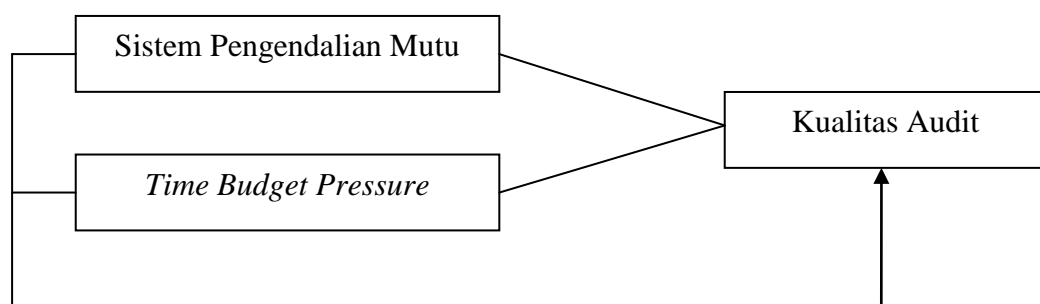 Sistem Pengendalian Mutu
Kualitas Audit
Time Budget Pressure